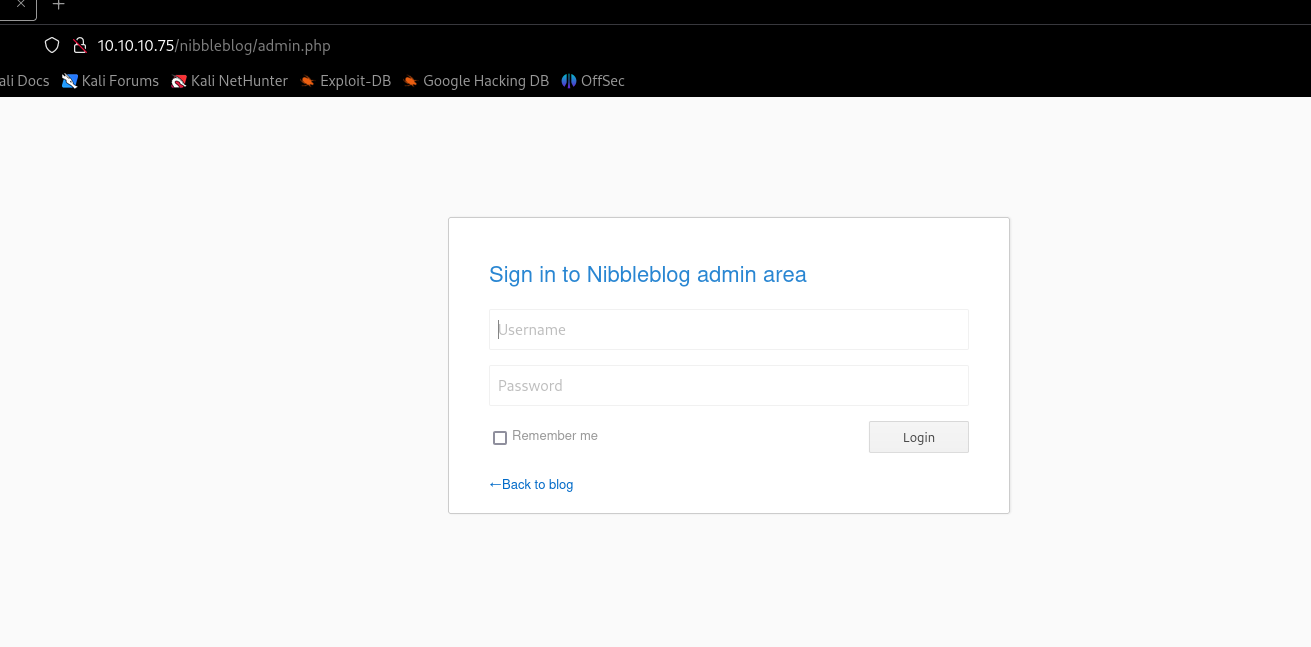 10.10.10.75/nibbleblog/admin.php
ali Docs Kali Forums Kali NetHunter Exploit-DB Google Hacking DB OffSec
Sign in to Nibbleblog admin area
Username
Password
Remember me Login
←Back to blog